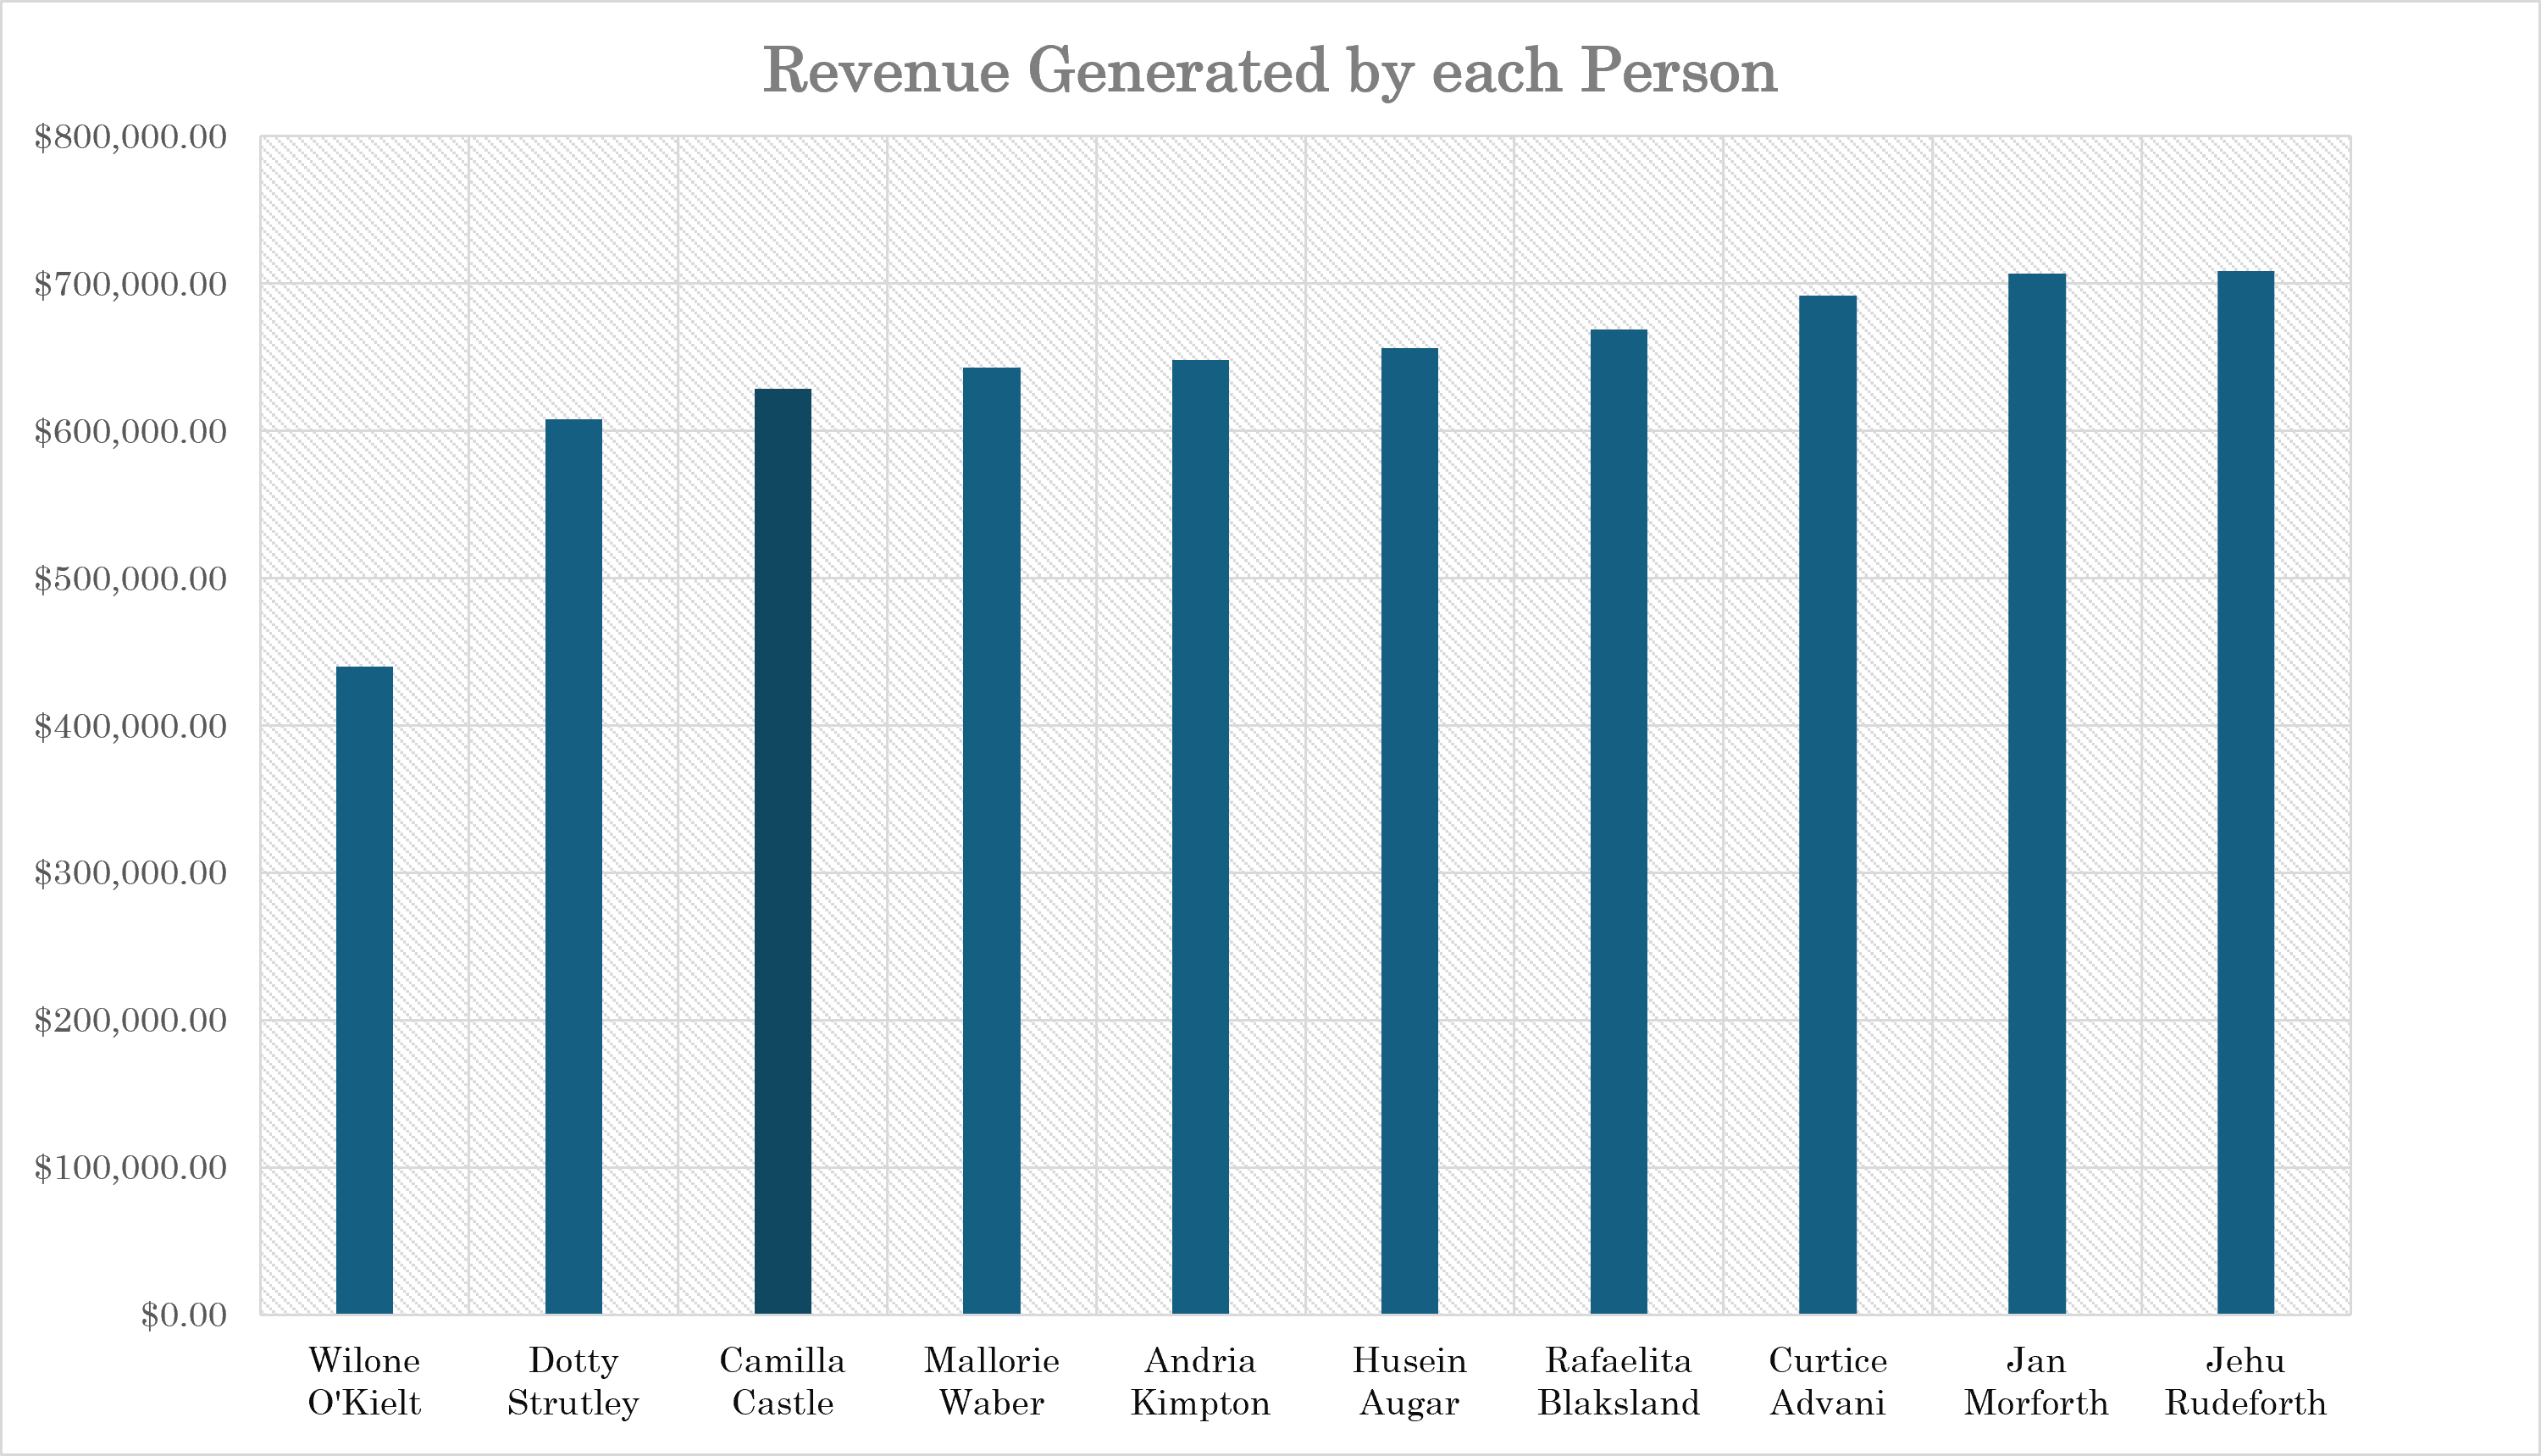 Revenue Generated by each Person
$800,000.00
$700,000.00
$600,000.00
$500,000.00
$400,000.00
$300,000.00
$200,000.00
$100,000.00
$0.00
Wilone
O'Kielt
Dotty
Strutley
Camilla
Castle
Mallorie
Waber
Andria
Kimpton
Husein
Augar
Rafaelita
Blaksland
Curtice
Advani
Jan
Morforth
Jehu
Rudeforth